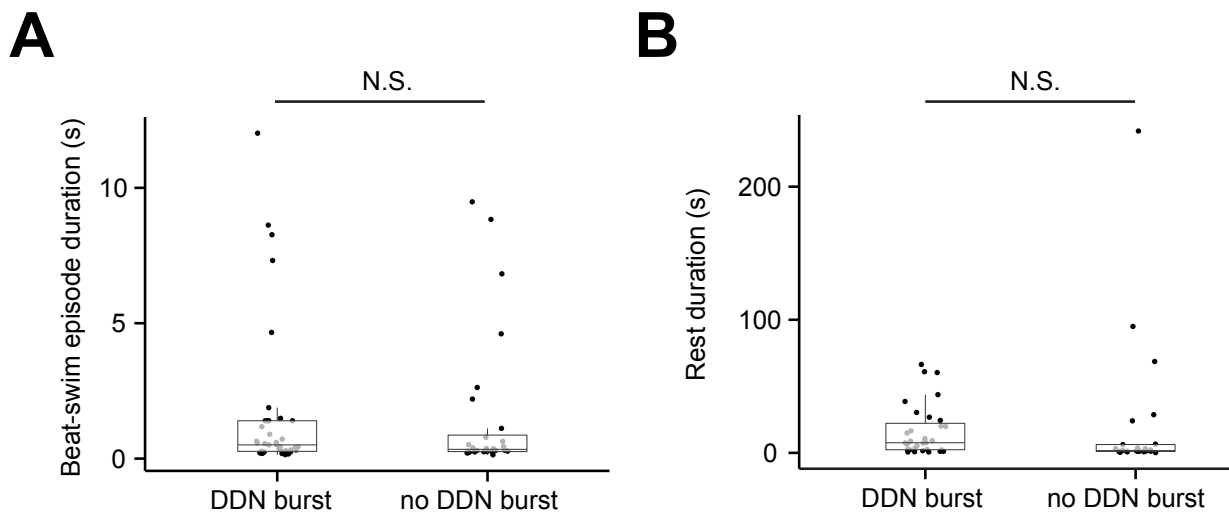 A
N.S.
Beat-swim episode duration (s)
10
5
0
DDN burst
no DDN burst
B
N.S.
Rest duration (s)
200
100
0
DDN burst
no DDN burst